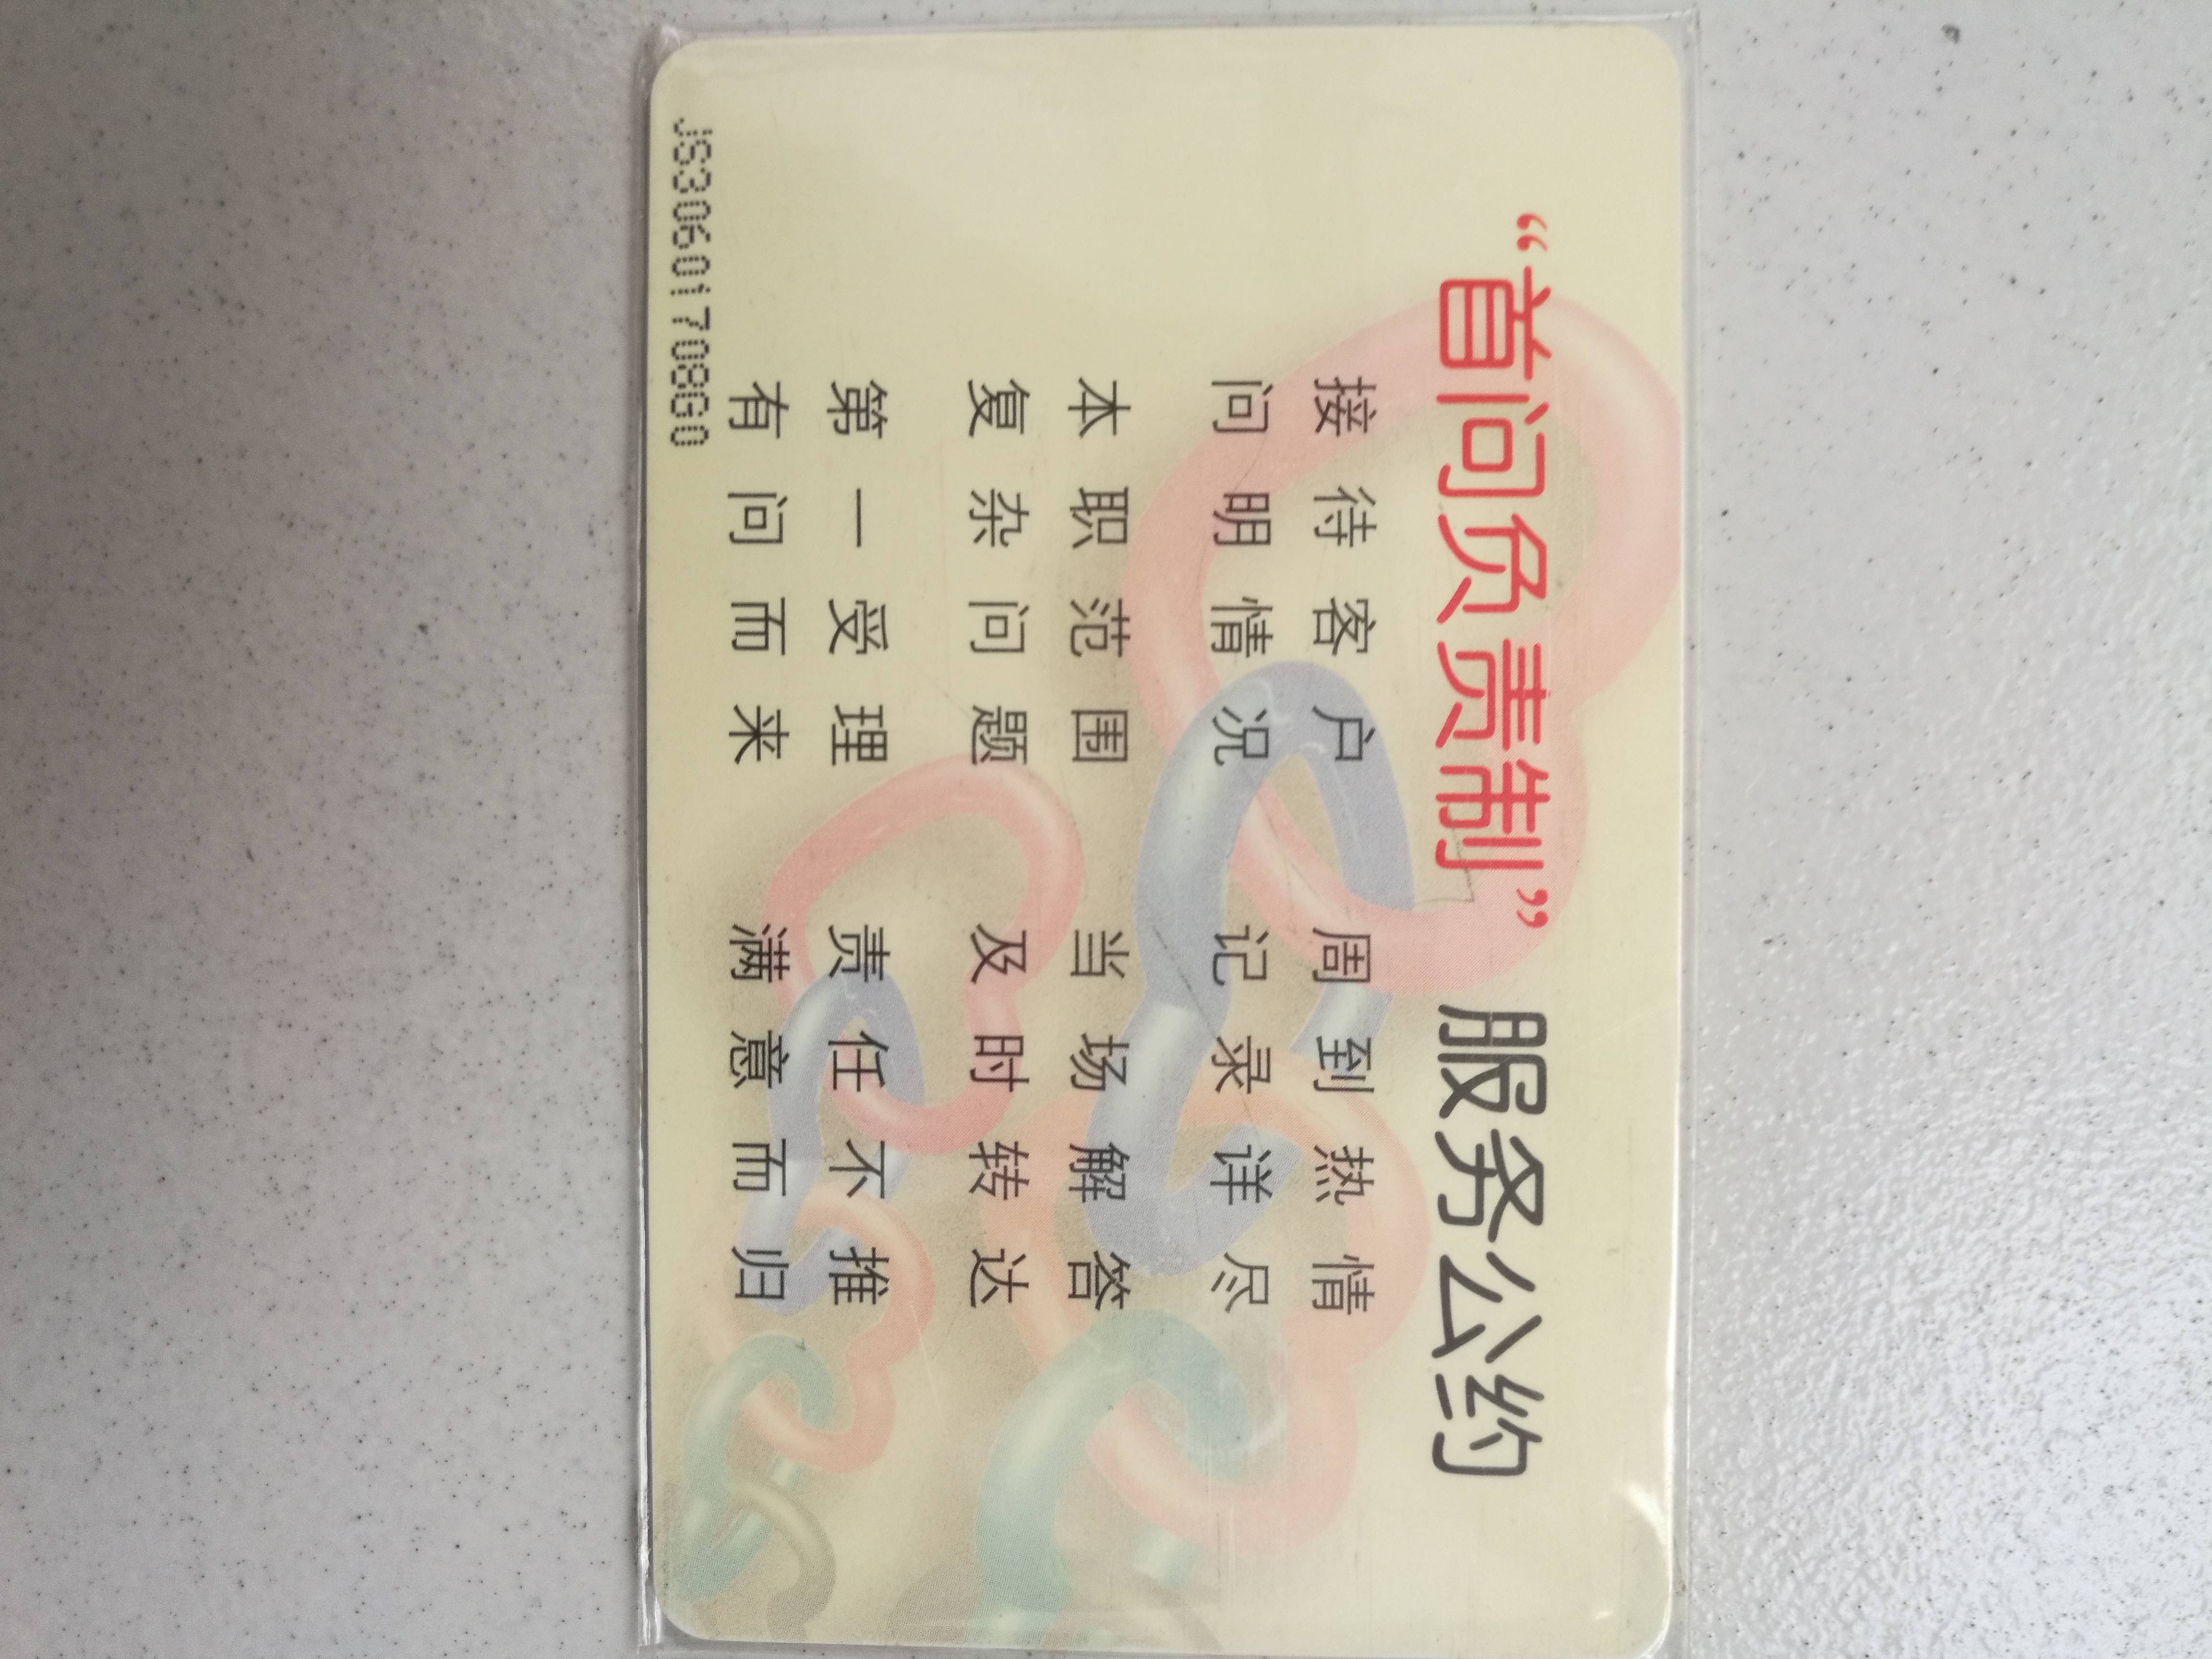 “首问负责制” 服务公约
接待客户 周到热情
问明情况 记录详尽
本职范围 当场解答
复杂问题 及时转达
第一受理 责任不推
有问而来 满意而归
JS30601708G0